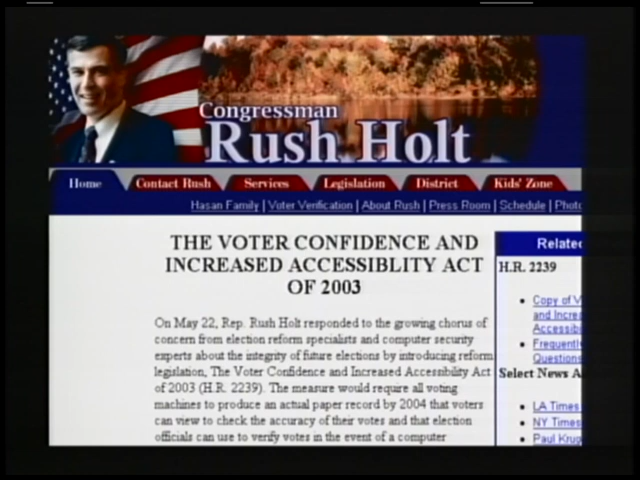 Congressman
Rush Holt
Home Contact Rush Services Legislation District Kids' Zone
Hasan Family | Voter Verification | About Rush | Press Room | Schedule | Photo
THE VOTER CONFIDENCE AND
INCREASED ACCESSIBLITY ACT
OF 2003
On May 22, Rep. Rush Holt responded to the growing chorus of
concern from election reform specialists and computer security
experts about the integrity of future elections by introducing reform
legislation, The Voter Confidence and Increased Accessibility Act
of 2003 (H.R. 2239). The measure would require all voting
machines to produce an actual paper record by 2004 that voters
can view to check the accuracy of their votes and that election
officials can use to verify votes in the event of a computer
Related
H.R. 2239
Copy of V
and Increa
Accessibi
Frequently
Questions
Select News A
LA Times
NY Times
Paul Krug